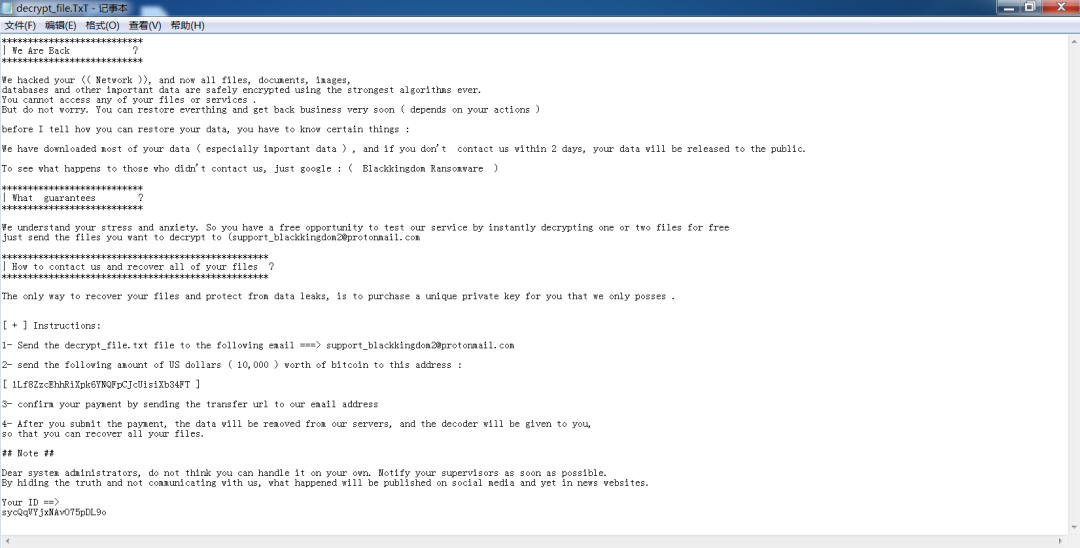 decrypt_file.TxT - 记事本
文件(F) 编辑(E) 格式(O) 查看(V) 帮助(H)
***************************
| We Are Back ?
***************************
We hacked your (( Network )), and now all files, documents, images,
databases and other important data are safely encrypted using the strongest algorithms ever.
You cannot access any of your files or services .
But do not worry. You can restore everthing and get back business very soon ( depends on your actions )
before I tell how you can restore your data, you have to know certain things :
We have downloaded most of your data ( especially important data ) , and if you don't contact us within 2 days, your data will be released to the public.
To see what happens to those who didn't contact us, just google : ( Blackkingdom Ransomware )
***************************
| What guarantees ?
***************************
We understand your stress and anxiety. So you have a free opportunity to test our service by instantly decrypting one or two files for free
just send the files you want to decrypt to (support_blackkingdom2@protonmail.com
***************************************************
| How to contact us and recover all of your files ?
***************************************************
The only way to recover your files and protect from data leaks, is to purchase a unique private key for you that we only posses .
[ + ] Instructions:
1- Send the decrypt_file.txt file to the following email ===> support_blackkingdom2@protonmail.com
2- send the following amount of US dollars ( 10,000 ) worth of bitcoin to this address :
[ 1Lf8ZzcEhhRiXpk6YNQFpCJcUisiXb34FT ]
3- confirm your payment by sending the transfer url to our email address
4- After you submit the payment, the data will be removed from our servers, and the decoder will be given to you,
so that you can recover all your files.
## Note ##
Dear system administrators, do not think you can handle it on your own. Notify your supervisors as soon as possible.
By hiding the truth and not communicating with us, what happened will be published on social media and yet in news websites.
Your ID ==>
sycQqVYjxNAvO75pDL9o